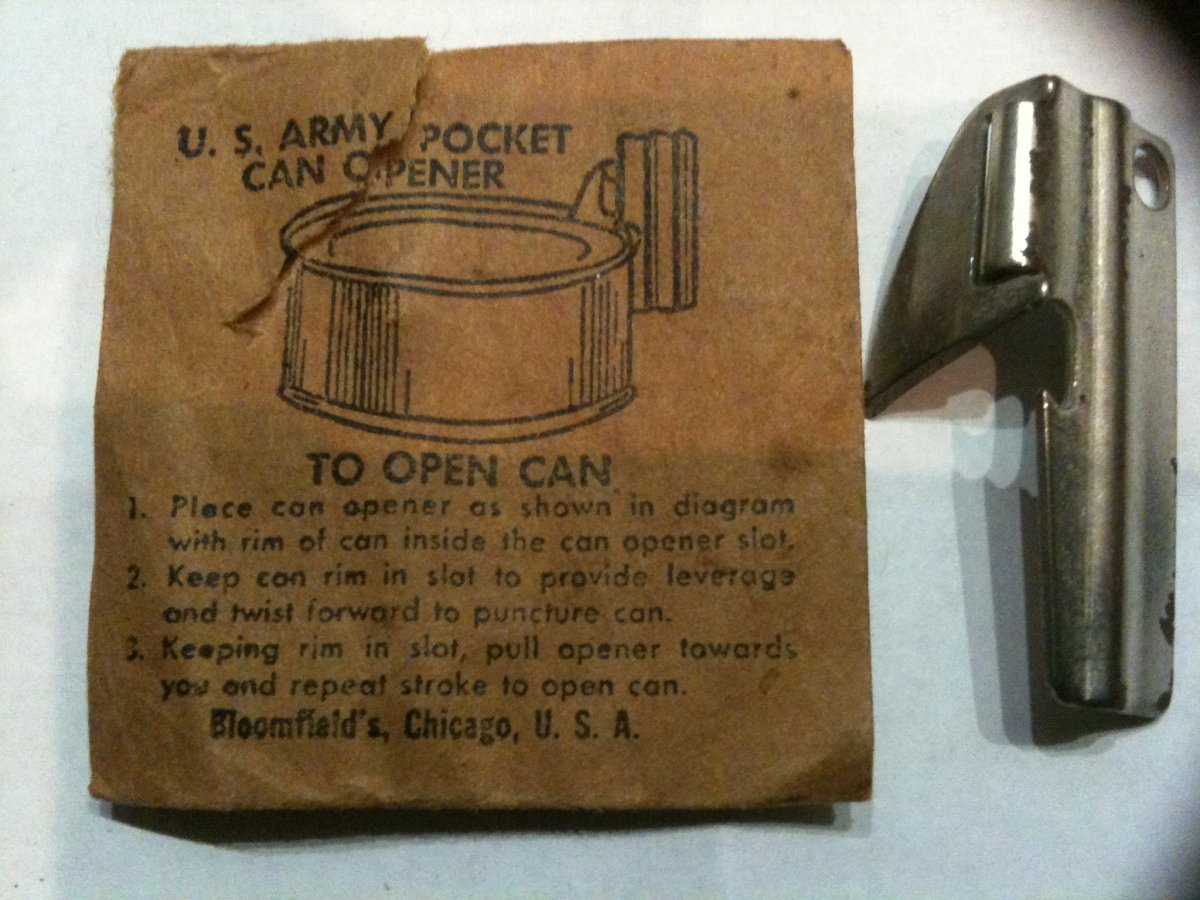 U. S. ARMY POCKET
CAN OPENER
TO OPEN CAN
1. Place can opener as shown in diagram
with rim of can inside the can opener slot.
2. Keep can rim in slot to provide leverage
and twist forward to puncture can.
3. Keeping rim in slot, pull opener towards
you and repeat stroke to open can.
Bloomfield's, Chicago, U. S. A.